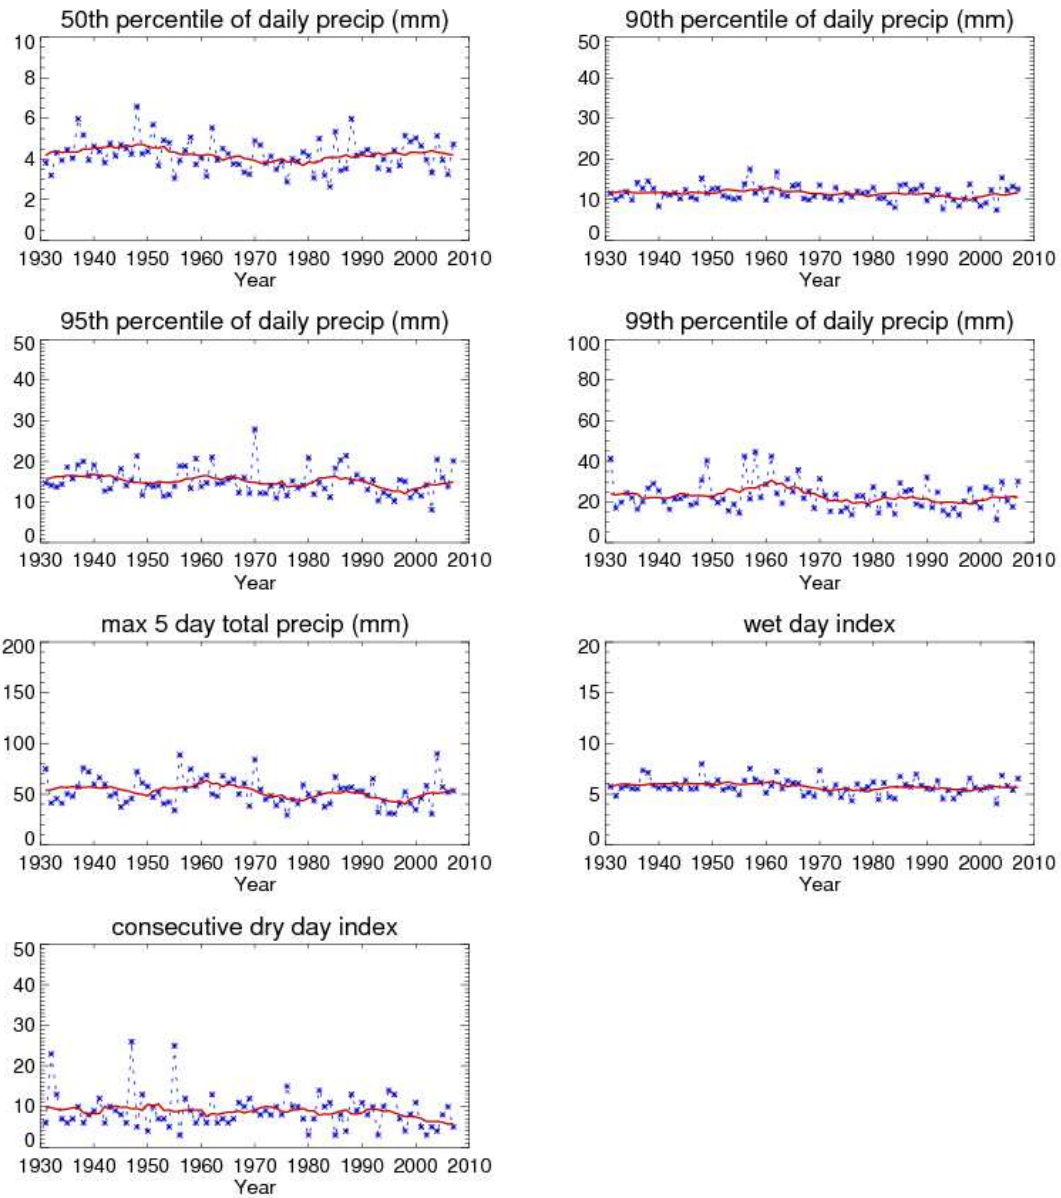 50th percentile of daily precip (mm)
10
8
6
4
2
0
1930 1940 1950 1960 1970 1980 1990 2000 2010
Year
90th percentile of daily precip (mm)
50
40
30
20
10
0
1930 1940 1950 1960 1970 1980 1990 2000 2010
Year
95th percentile of daily precip (mm)
50
40
30
20
10
0
1930 1940 1950 1960 1970 1980 1990 2000 2010
Year
99th percentile of daily precip (mm)
100
80
60
40
20
0
1930 1940 1950 1960 1970 1980 1990 2000 2010
Year
max 5 day total precip (mm)
200
150
100
50
0
1930 1940 1950 1960 1970 1980 1990 2000 2010
Year
wet day index
20
15
10
5
0
1930 1940 1950 1960 1970 1980 1990 2000 2010
Year
consecutive dry day index
50
40
30
20
10
0
1930 1940 1950 1960 1970 1980 1990 2000 2010
Year